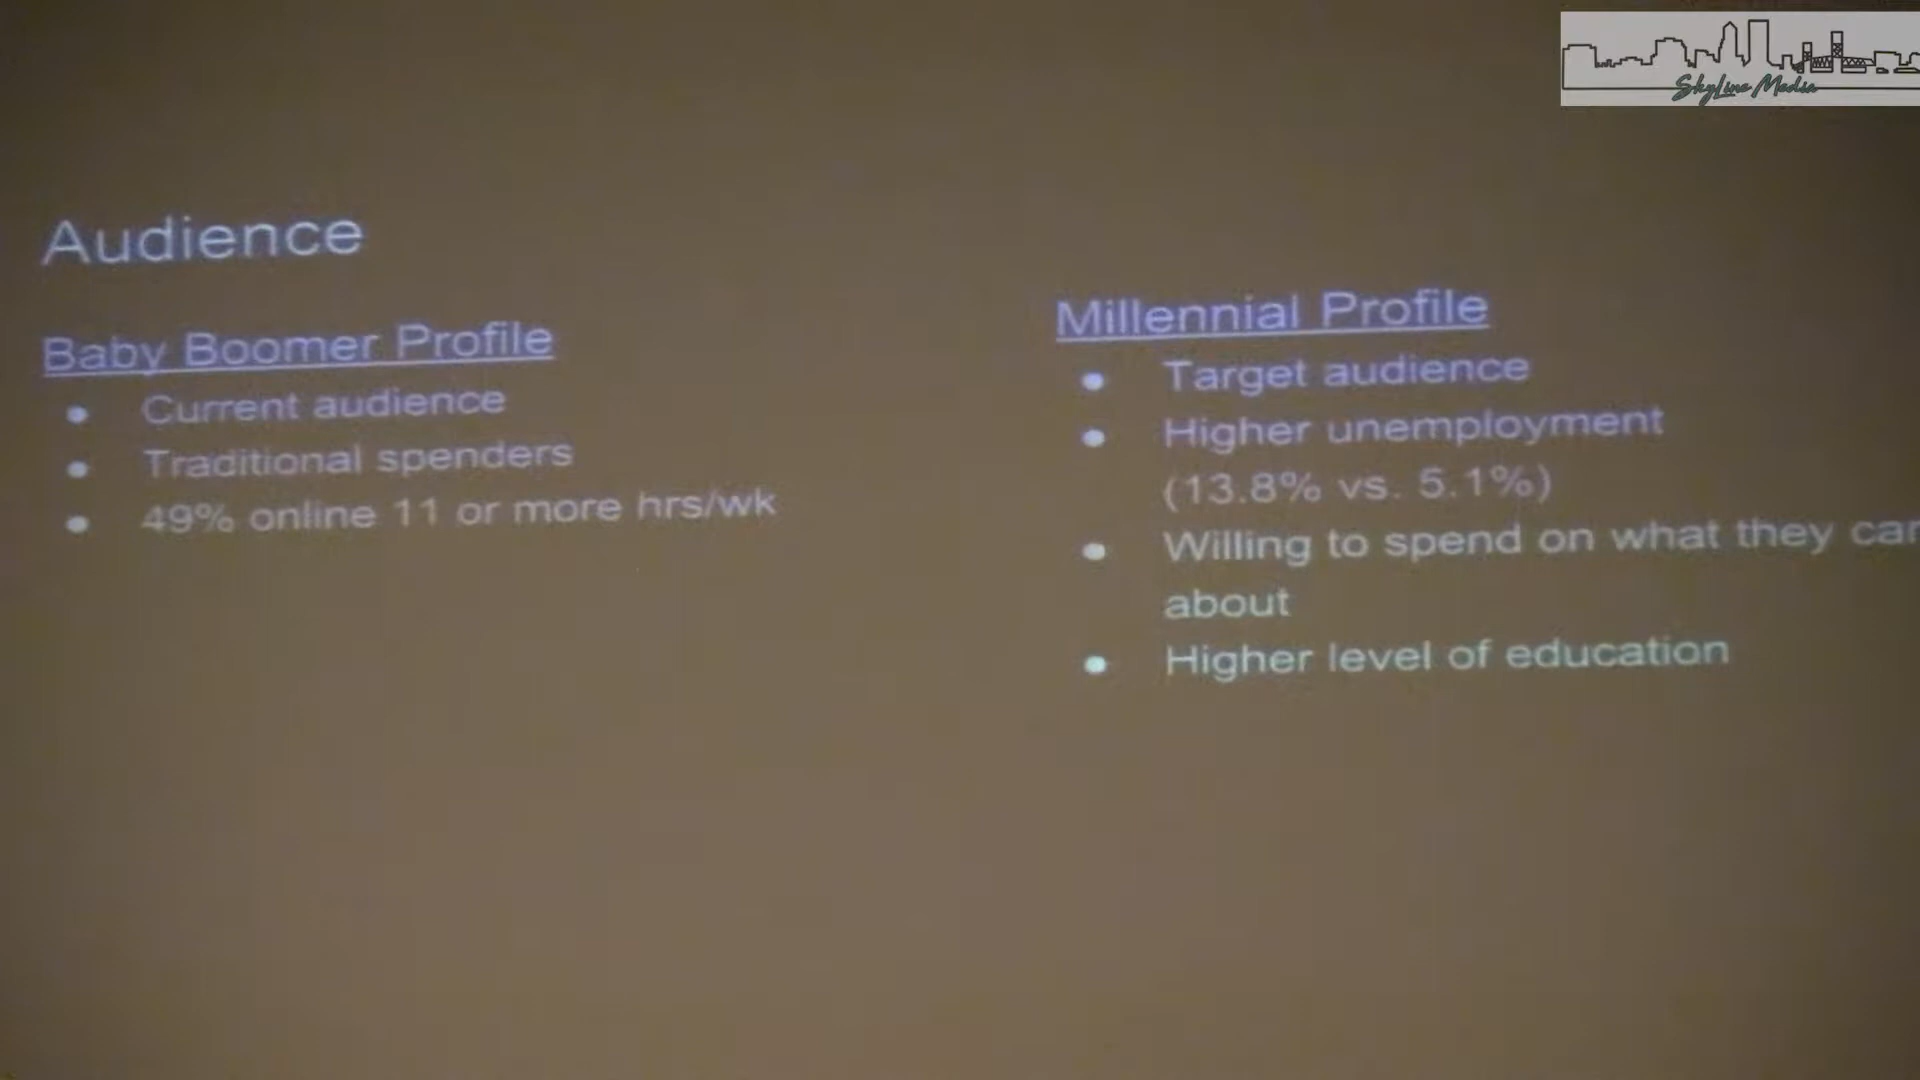 SkyLine Media
Audience
Baby Boomer Profile
• Current audience
• Traditional spenders
• 49% online 11 or more hrs/wk
Millennial Profile
• Target audience
• Higher unemployment
(13.8% vs. 5.1%)
• Willing to spend on what they car
about
• Higher level of education